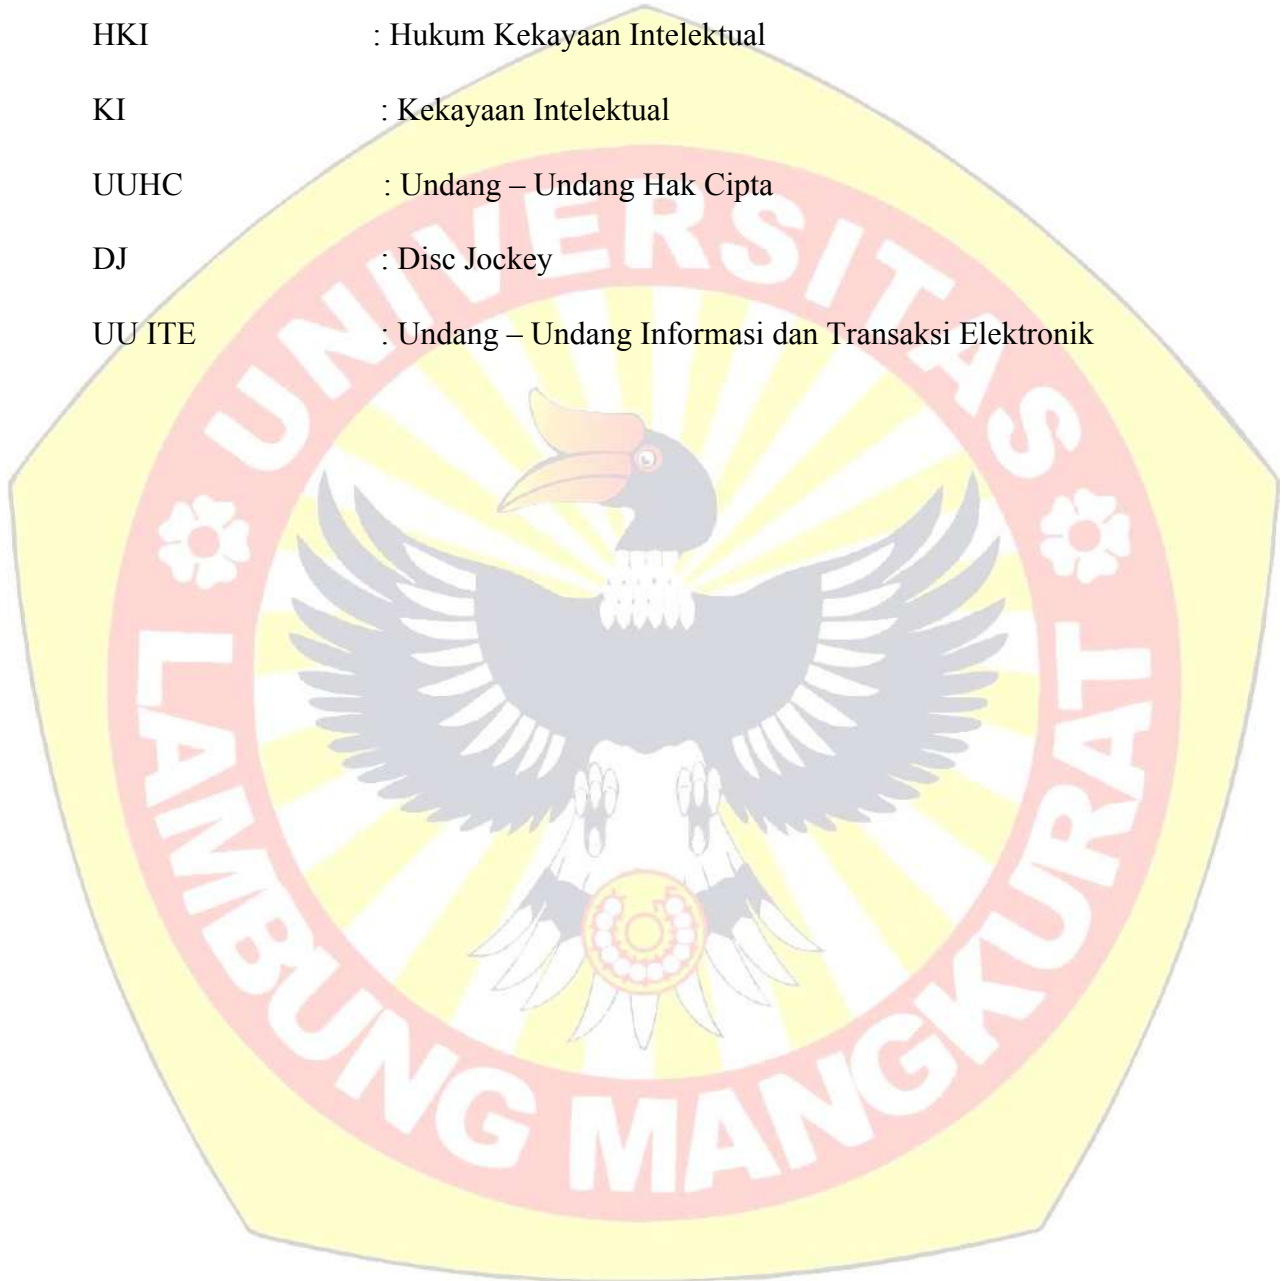 HKI : Hukum Kekayaan Intelektual
KI : Kekayaan Intelektual
UUHC : Undang – Undang Hak Cipta
DJ : Disc Jockey
UU ITE : Undang – Undang Informasi dan Transaksi Elektronik
UNIVERSITAS
LAMBUNG MANGKURAT